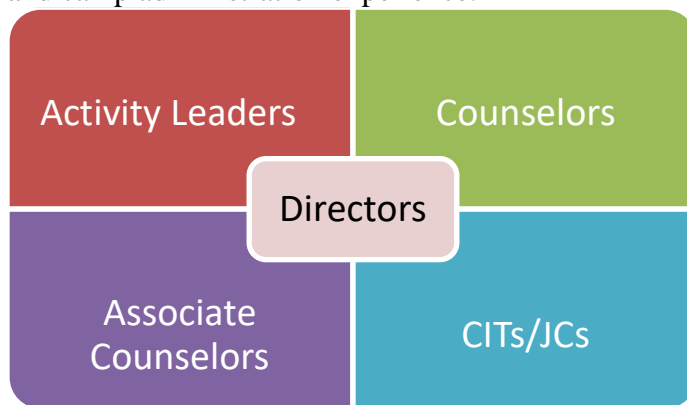 Activity Leaders
Counselors
Directors
Associate
Counselors
CITs/JCs